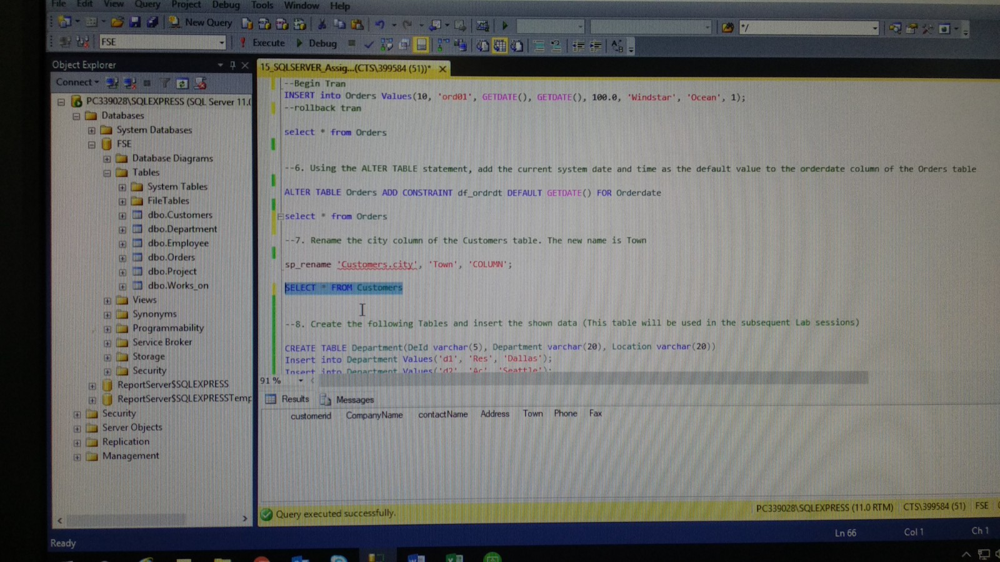 File Edit View Query Project Debug Tools Window Help
New Query */
FSE Execute Debug
Object Explorer
Connect
PC339028\SQLEXPRESS (SQL Server 11.
Databases
System Databases
FSE
Database Diagrams
Tables
System Tables
FileTables
dbo.Customers
dbo.Department
dbo.Employee
dbo.Orders
dbo.Project
dbo.Works_on
Views
Synonyms
Programmability
Service Broker
Storage
Security
ReportServer$SQLEXPRESS
ReportServer$SQLEXPRESSTemp
Security
Server Objects
Replication
Management
15_SQLSERVER_Assig...(CTS\399584 (51))*
--Begin Tran
INSERT into Orders Values(10, 'ord01', GETDATE(), GETDATE(), 100.0, 'Windstar', 'Ocean', 1);
--rollback tran
select * from Orders
--6. Using the ALTER TABLE statement, add the current system date and time as the default value to the orderdate column of the Orders table
ALTER TABLE Orders ADD CONSTRAINT df_ordrdt DEFAULT GETDATE() FOR Orderdate
select * from Orders
--7. Rename the city column of the Customers table. The new name is Town
sp_rename 'Customers.city', 'Town', 'COLUMN';
SELECT * FROM Customers
--8. Create the following Tables and insert the shown data (This table will be used in the subsequent Lab sessions)
CREATE TABLE Department(DeId varchar(5), Department varchar(20), Location varchar(20))
Insert into Department Values('d1', 'Res', 'Dallas');
Insert into Department Values('d2', 'Ac', 'Seattle');
91 %
Results Messages
customerid CompanyName contactName Address Town Phone Fax
Query executed successfully.
PC339028\SQLEXPRESS (11.0 RTM) CTS\399584 (51) FSE
Ready
Ln 66 Col 1 Ch 1